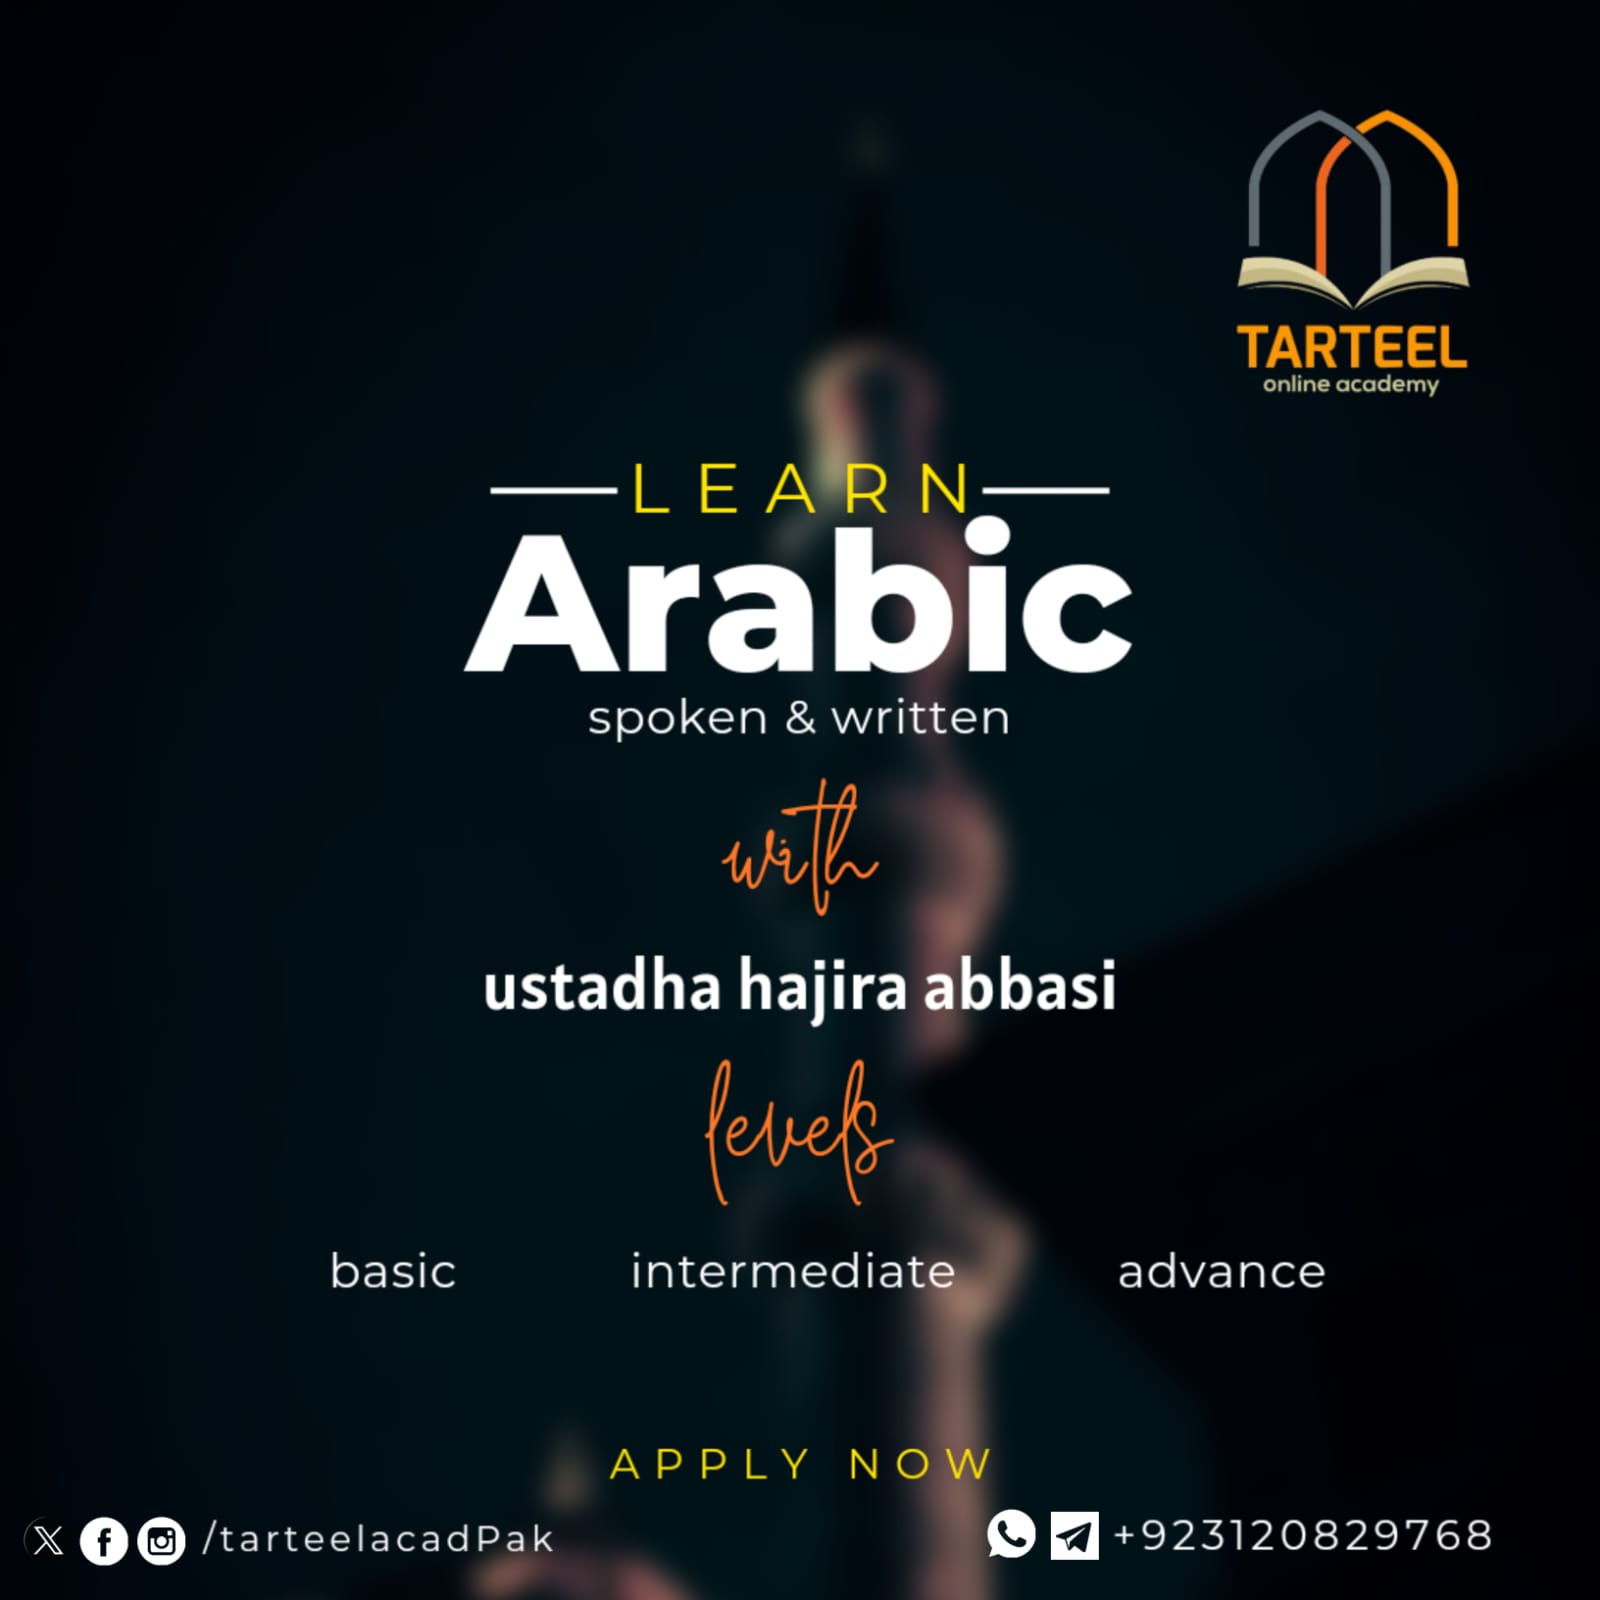 TARTEEL
online academy
LEARN
Arabic
spoken & written
with
ustadha hajira abbasi
levels
basic intermediate advance
APPLY NOW
/tarteelacadPak
+923120829768